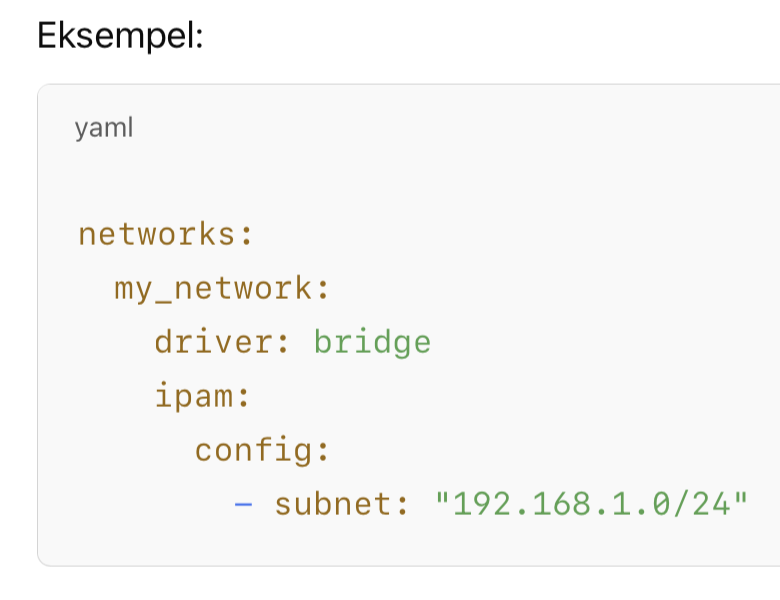 Eksempel:
yaml
networks:
  my_network:
    driver: bridge
    ipam:
      config:
        - subnet: "192.168.1.0/24"